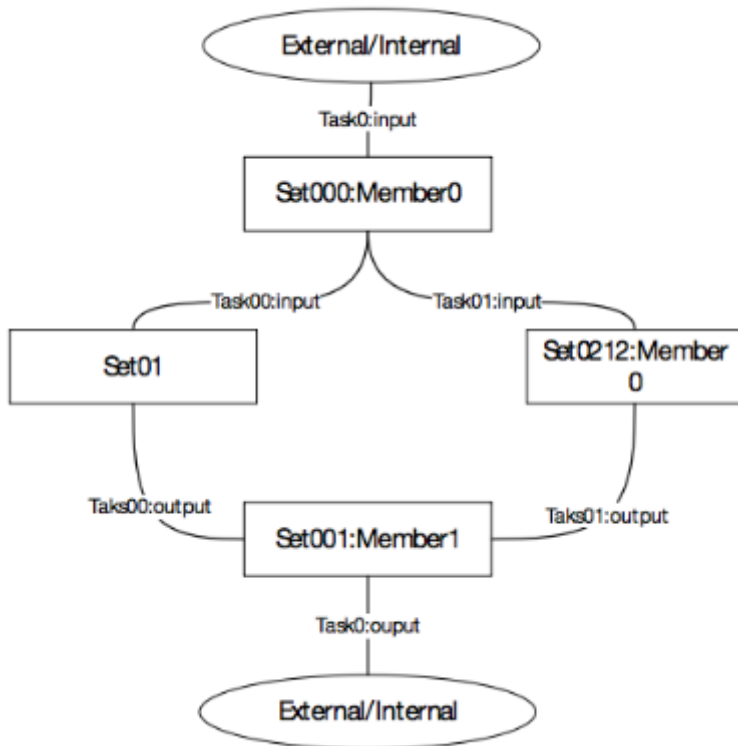 External/Internal
Task0:input
Set000:Member0
Task00:input
Task01:input
Set01
Set0212:Member
0
Taks00:output
Taks01:output
Set001:Member1
Task0:ouput
External/Internal